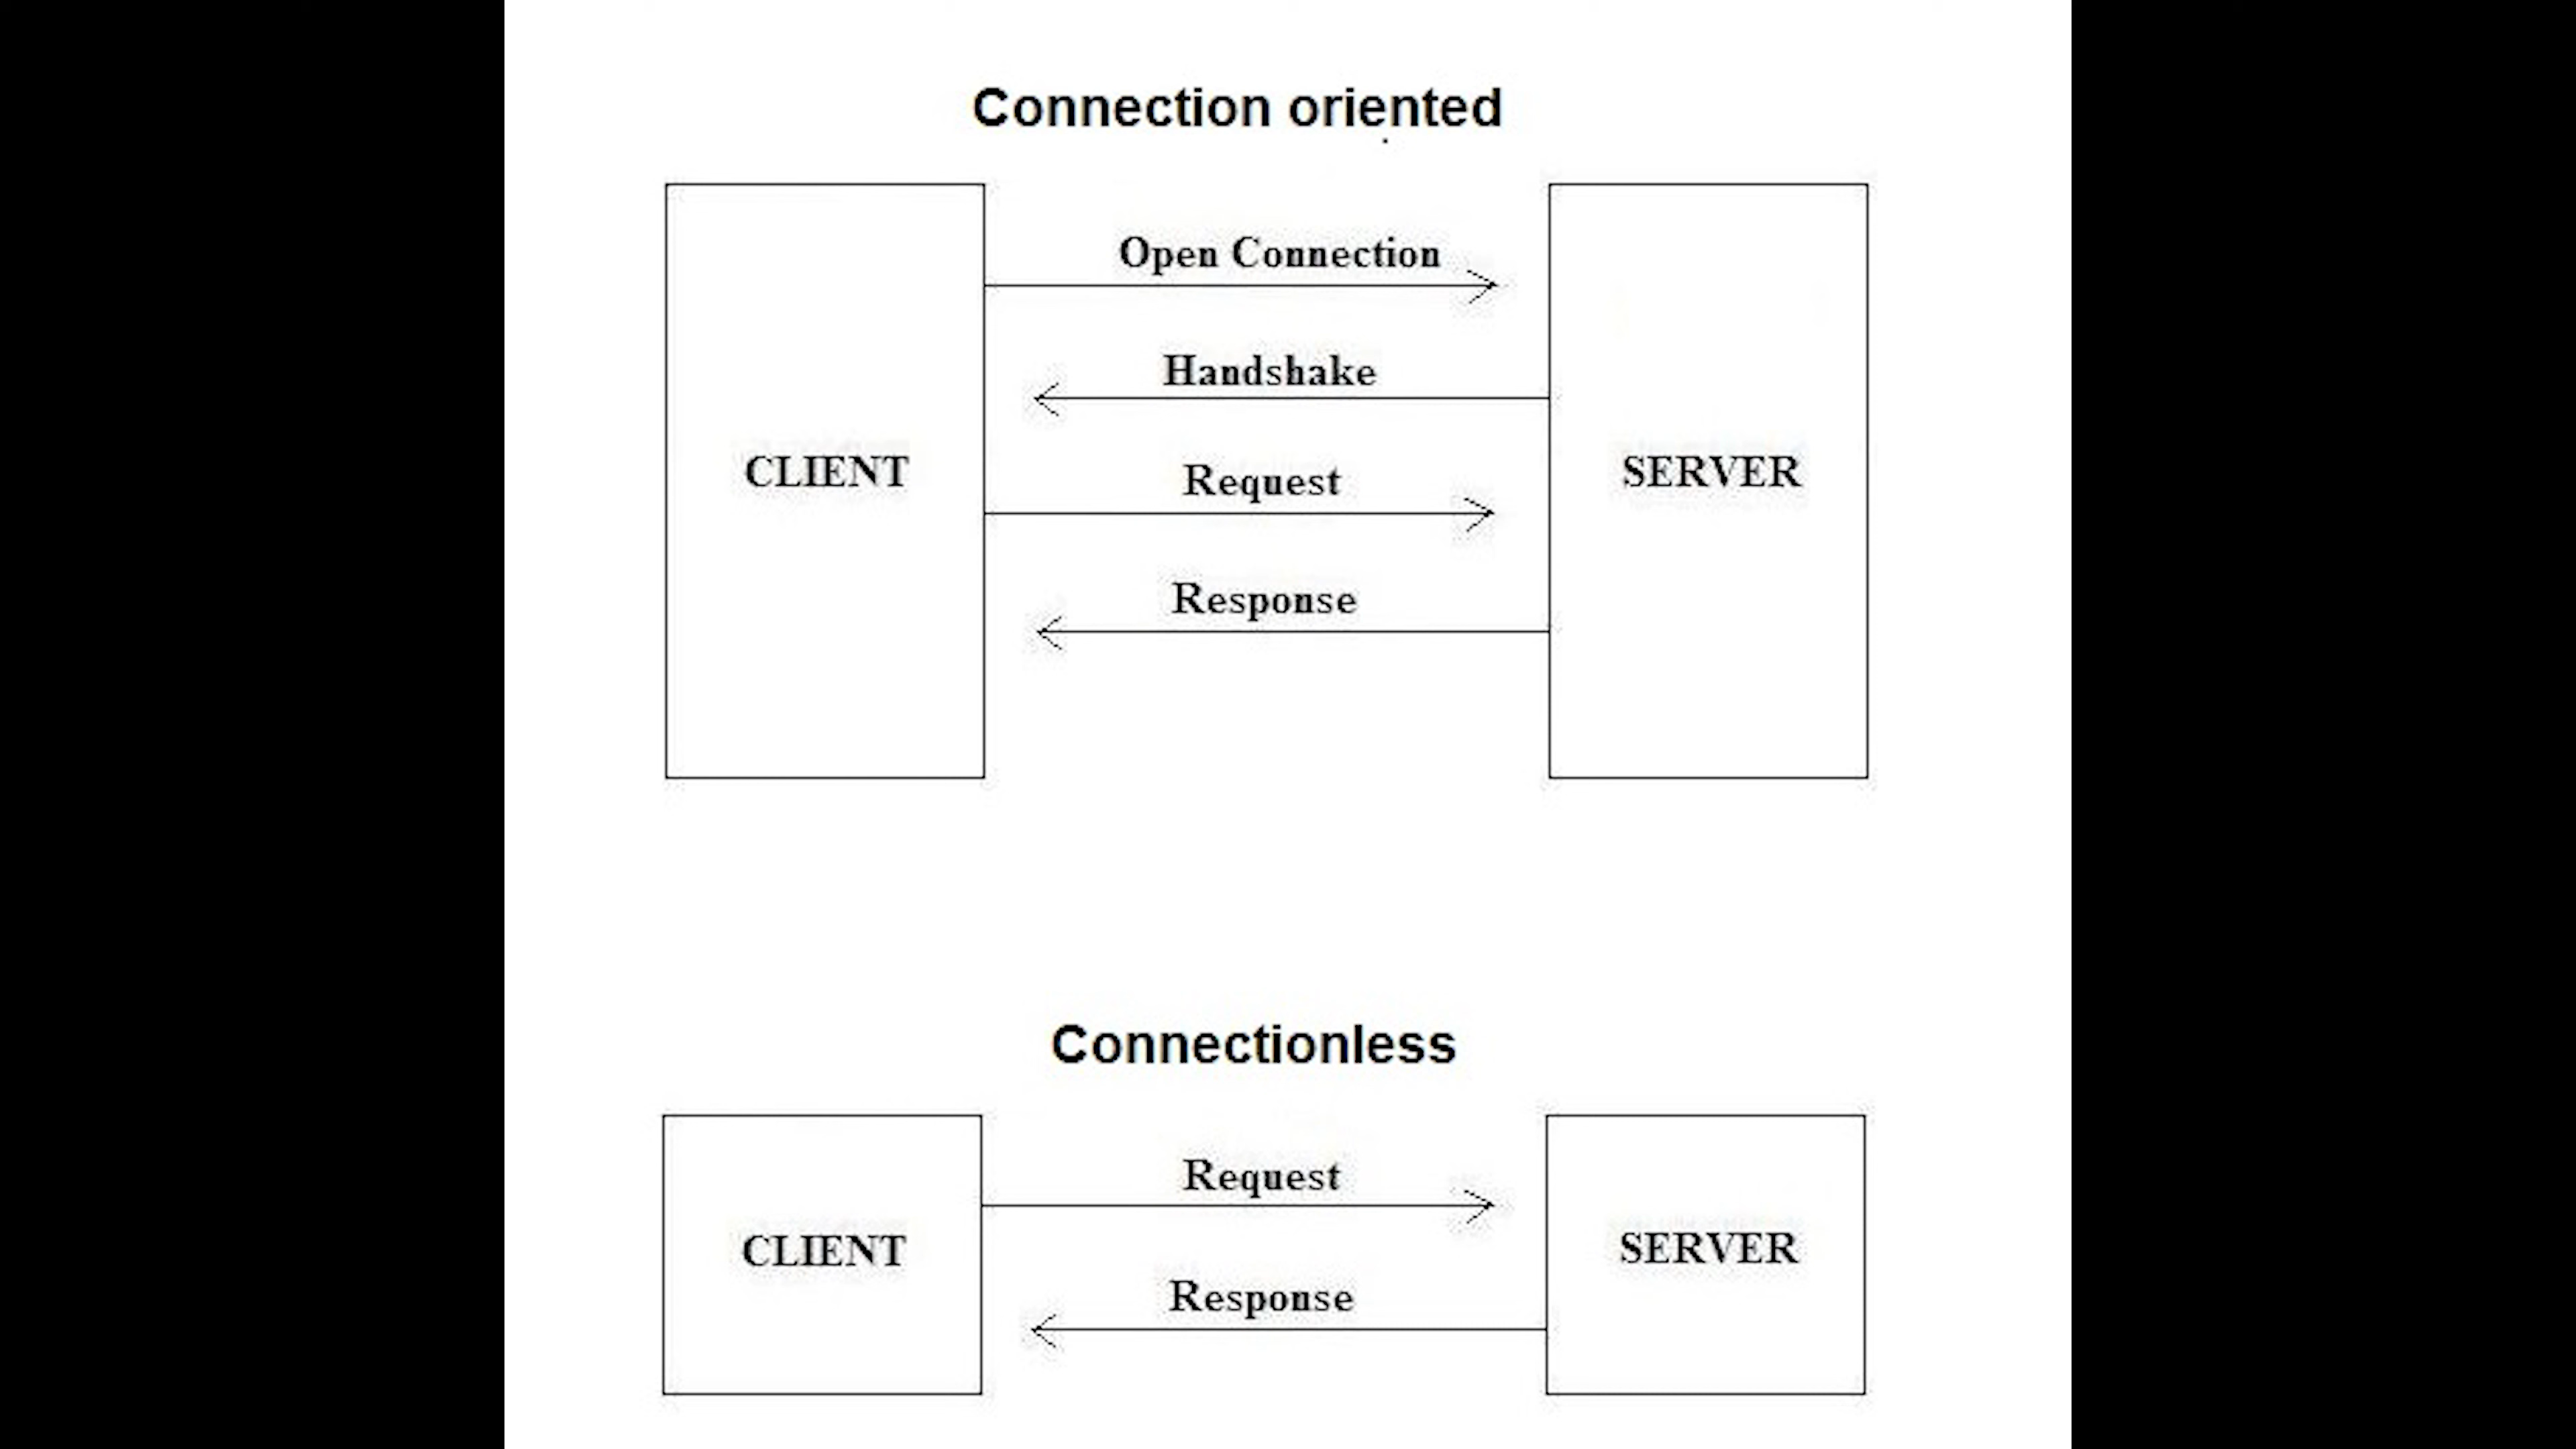 Connection oriented
Open Connection
Handshake
CLIENT
SERVER
Request
Response
Connectionless
Request
CLIENT
SERVER
Response